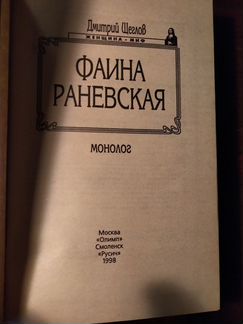 Дмитрий Щеглов
ЖЕНЩИНА-МИФ
ФАИНА
РАНЕВСКАЯ
МОНОЛОГ
Москва
«Олимп»
Смоленск
«Русич»
1998